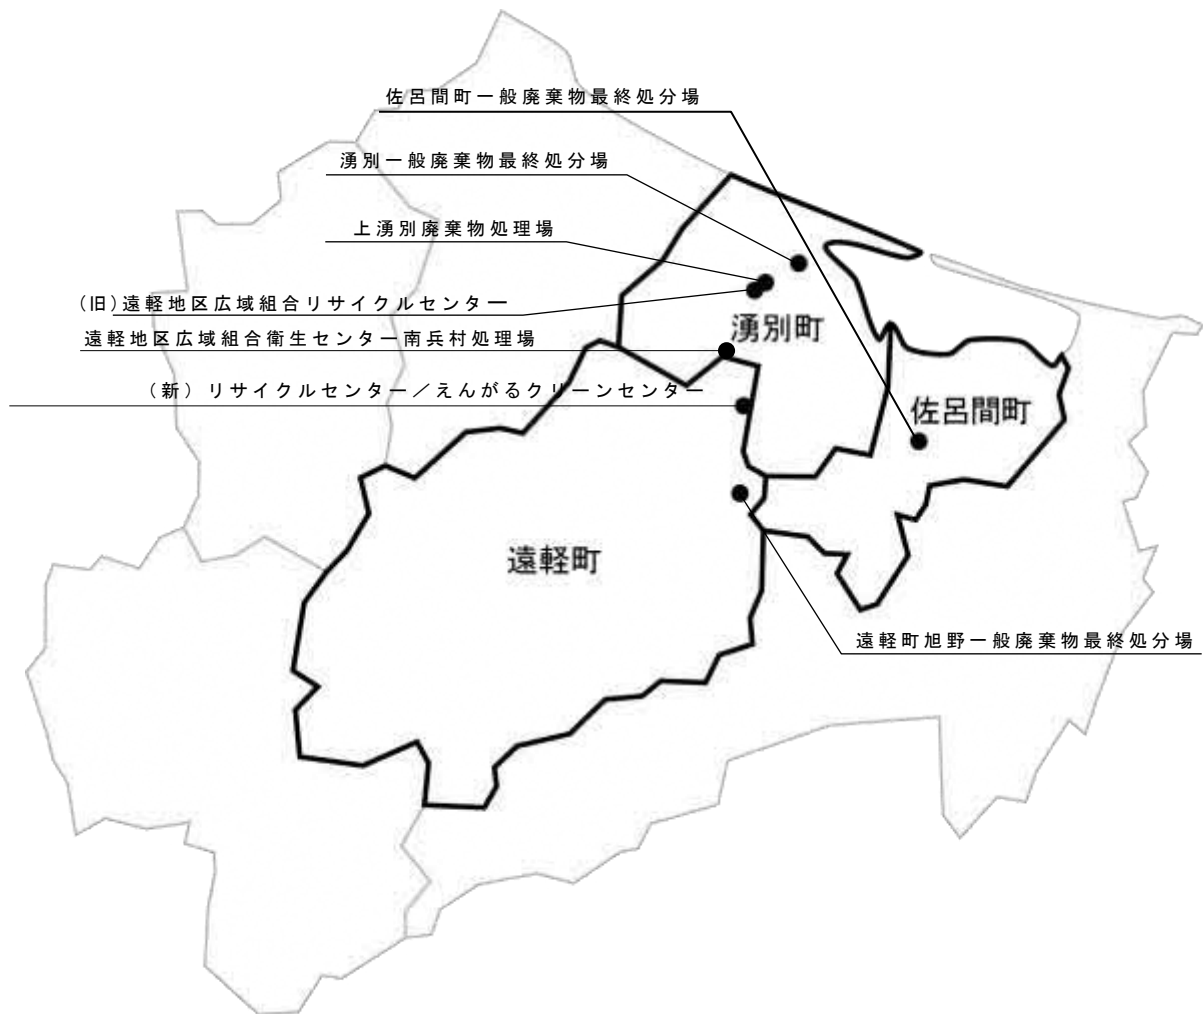 佐呂間町一般廃棄物最終処分場
湧別一般廃棄物最終処分場
上湧別廃棄物処理場
(旧)遠軽地区広域組合リサイクルセンター
湧別町
遠軽地区広域組合衛生センター南兵村処理場
（新）リサイクルセンター／えんがるクリーンセンター
佐呂間町
遠軽町
遠軽町旭野一般廃棄物最終処分場